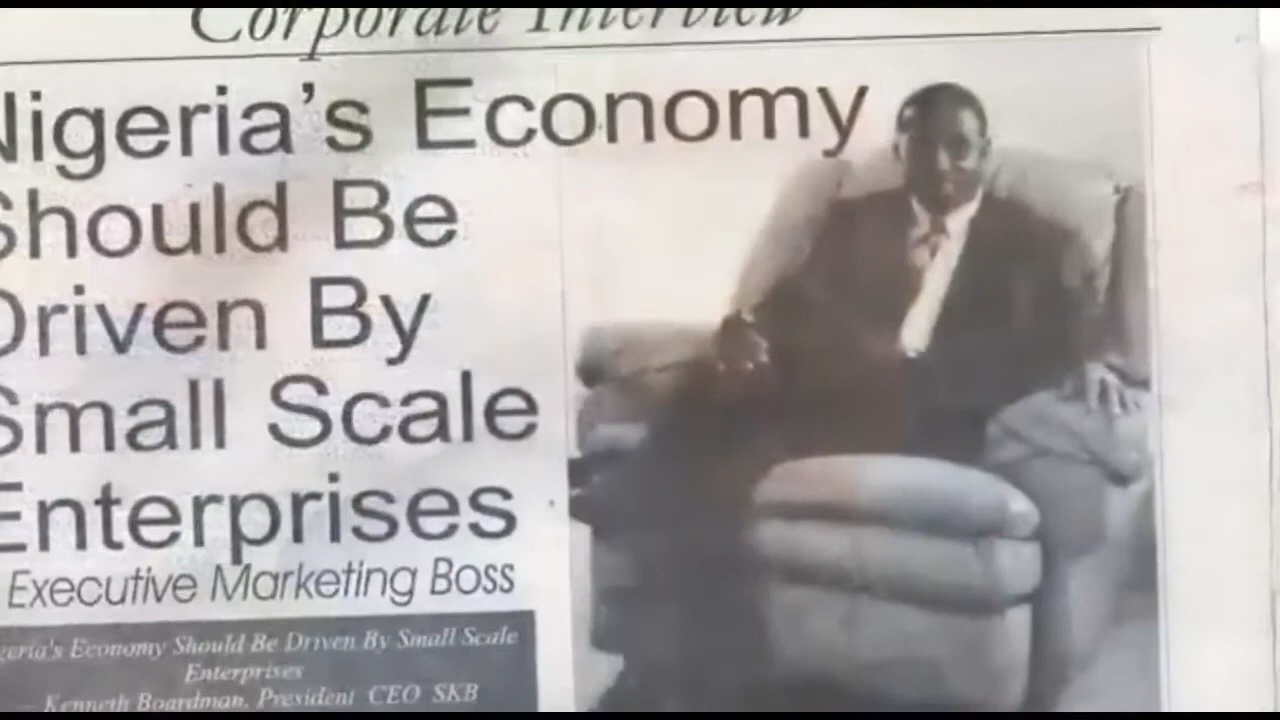 Corporate Interview
Nigeria's Economy
Should Be
Driven By
Small Scale
Enterprises
Executive Marketing Boss
geria's Economy Should Be Driven By Small Scale
Enterprises
Kenneth Boardman, President CEO SKB